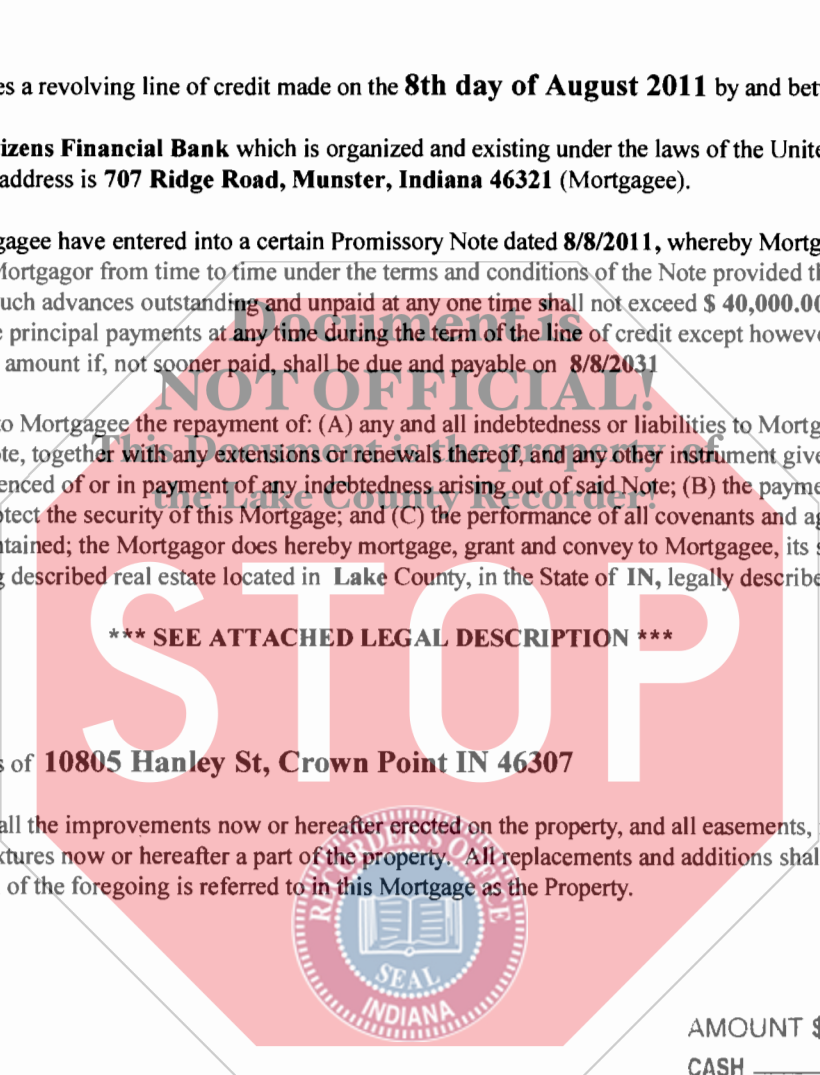 es a revolving line of credit made on the 8th day of August 2011 by and bet
izens Financial Bank which is organized and existing under the laws of the Unite
address is 707 Ridge Road, Munster, Indiana 46321 (Mortgagee).
gagee have entered into a certain Promissory Note dated 8/8/2011, whereby Mortg
Mortgagor from time to time under the terms and conditions of the Note provided th
uch advances outstanding and unpaid at any one time shall not exceed $ 40,000.00
e principal payments at any time during the term of the line of credit except howeve
amount if, not sooner paid, shall be due and payable on 8/8/2031
to Mortgagee the repayment of: (A) any and all indebtedness or liabilities to Mortg
te, together with any extensions or renewals thereof, and any other instrument give
enced of or in payment of any indebtedness arising out of said Note; (B) the payme
otect the security of this Mortgage; and (C) the performance of all covenants and ag
ntained; the Mortgagor does hereby mortgage, grant and convey to Mortgagee, its s
g described real estate located in Lake County, in the State of IN, legally describe
*** SEE ATTACHED LEGAL DESCRIPTION ***
s of 10805 Hanley St, Crown Point IN 46307
all the improvements now or hereafter erected on the property, and all easements,
xtures now or hereafter a part of the property. All replacements and additions shal
of the foregoing is referred to in this Mortgage as the Property.
Document is
NOT OFFICIAL!
This Document is the property of
the Lake County Recorder!
STOP
RECORDER'S OFFICE
SEAL
INDIANA
AMOUNT $
CASH